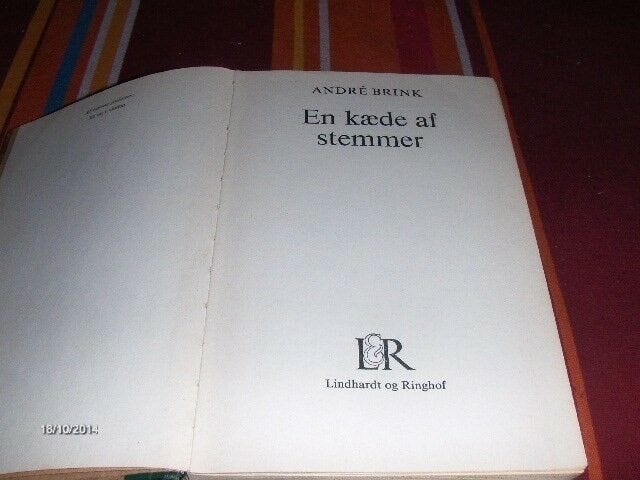 ANDRÉ BRINK
En kæde af
stemmer
L&R
Lindhardt og Ringhof
18/10/2014